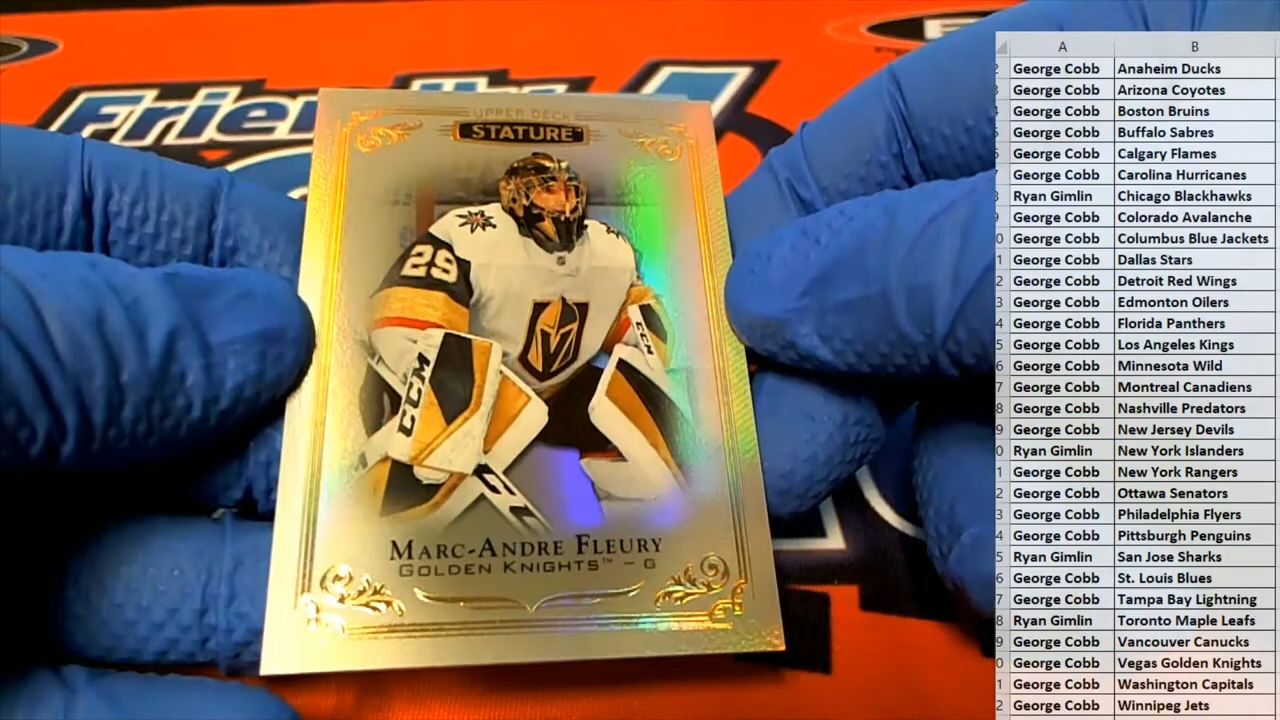 Frien
UPPER DECK
STATURE
29
CCM
CCM
MARC-ANDRE FLEURY
GOLDEN KNIGHTS™ - G
A B
George Cobb Anaheim Ducks
George Cobb Arizona Coyotes
George Cobb Boston Bruins
George Cobb Buffalo Sabres
George Cobb Calgary Flames
George Cobb Carolina Hurricanes
Ryan Gimlin Chicago Blackhawks
George Cobb Colorado Avalanche
George Cobb Columbus Blue Jackets
George Cobb Dallas Stars
George Cobb Detroit Red Wings
George Cobb Edmonton Oilers
George Cobb Florida Panthers
George Cobb Los Angeles Kings
George Cobb Minnesota Wild
George Cobb Montreal Canadiens
George Cobb Nashville Predators
George Cobb New Jersey Devils
Ryan Gimlin New York Islanders
George Cobb New York Rangers
George Cobb Ottawa Senators
George Cobb Philadelphia Flyers
George Cobb Pittsburgh Penguins
Ryan Gimlin San Jose Sharks
George Cobb St. Louis Blues
George Cobb Tampa Bay Lightning
Ryan Gimlin Toronto Maple Leafs
George Cobb Vancouver Canucks
George Cobb Vegas Golden Knights
George Cobb Washington Capitals
George Cobb Winnipeg Jets